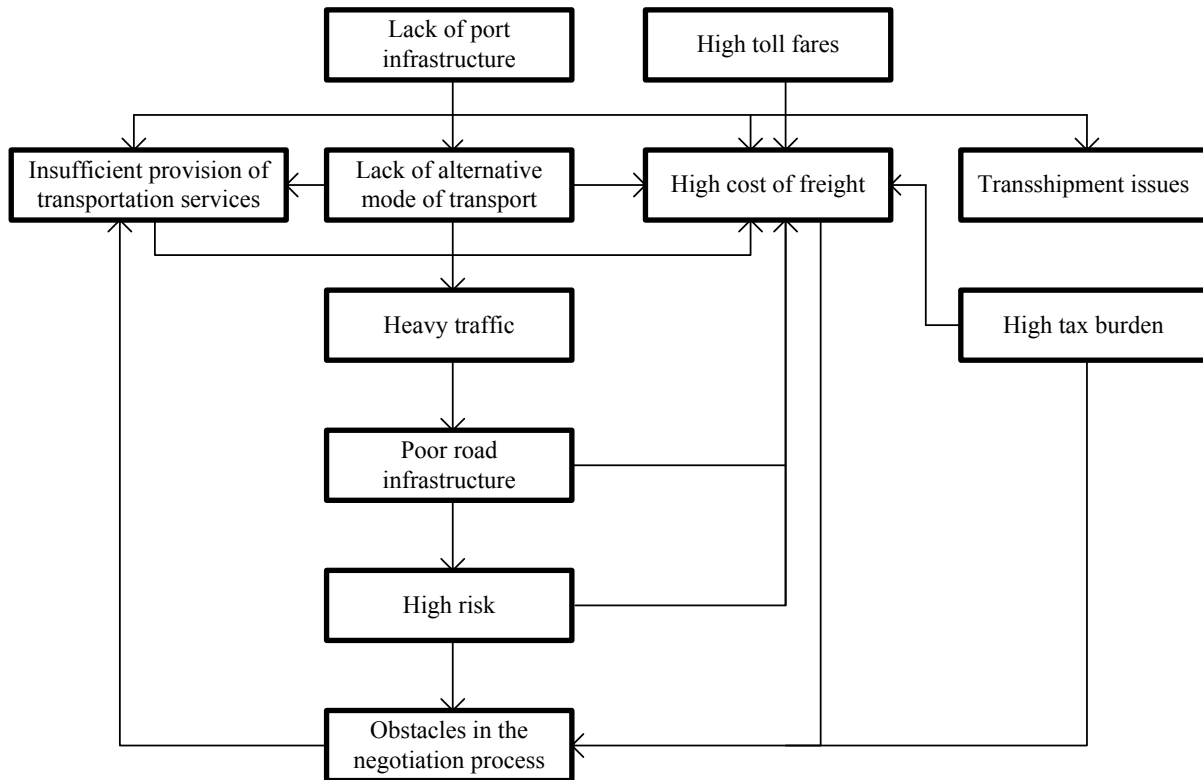 Lack of port
infrastructure
High toll fares
Insufficient provision of
transportation services
Lack of alternative
mode of transport
High cost of freight
Transshipment issues
Heavy traffic
High tax burden
Poor road
infrastructure
High risk
Obstacles in the
negotiation process